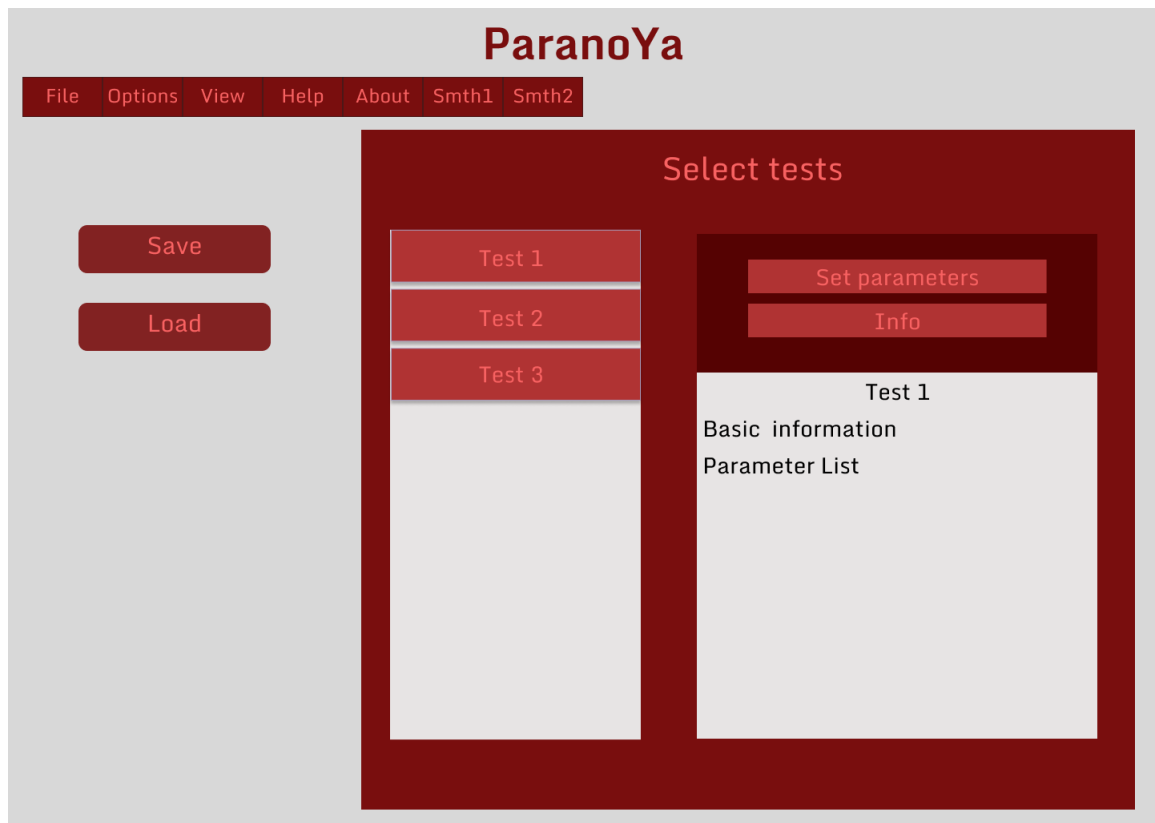 ParanoYa
File Options View Help About Smth1 Smth2
Select tests
Save
Load
Test 1
Test 2
Test 3
Set parameters
Info
Test 1
Basic information
Parameter List